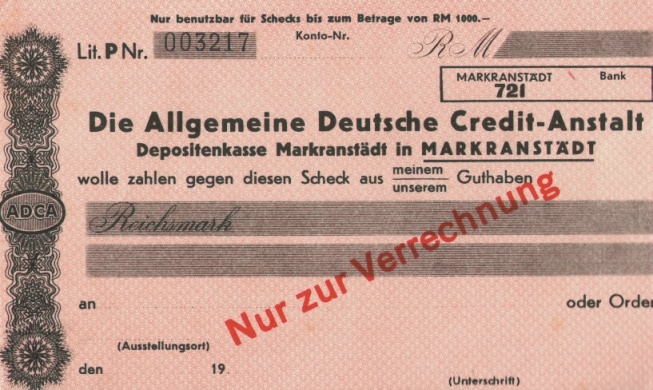 Nur benutzbar für Schecks bis zum Betrage von RM 1000.—
Lit. P Nr. 003217 Konto-Nr. RM
MARKRANSTÄDT Bank
721
Die Allgemeine Deutsche Credit-Anstalt
Depositenkasse Markranstädt in MARKRANSTÄDT
wolle zahlen gegen diesen Scheck aus meinem
unserem Guthaben
ADCA
Reichsmark
Nur zur Verrechnung
an oder Order
(Ausstellungsort)
den 19
(Unterschrift)